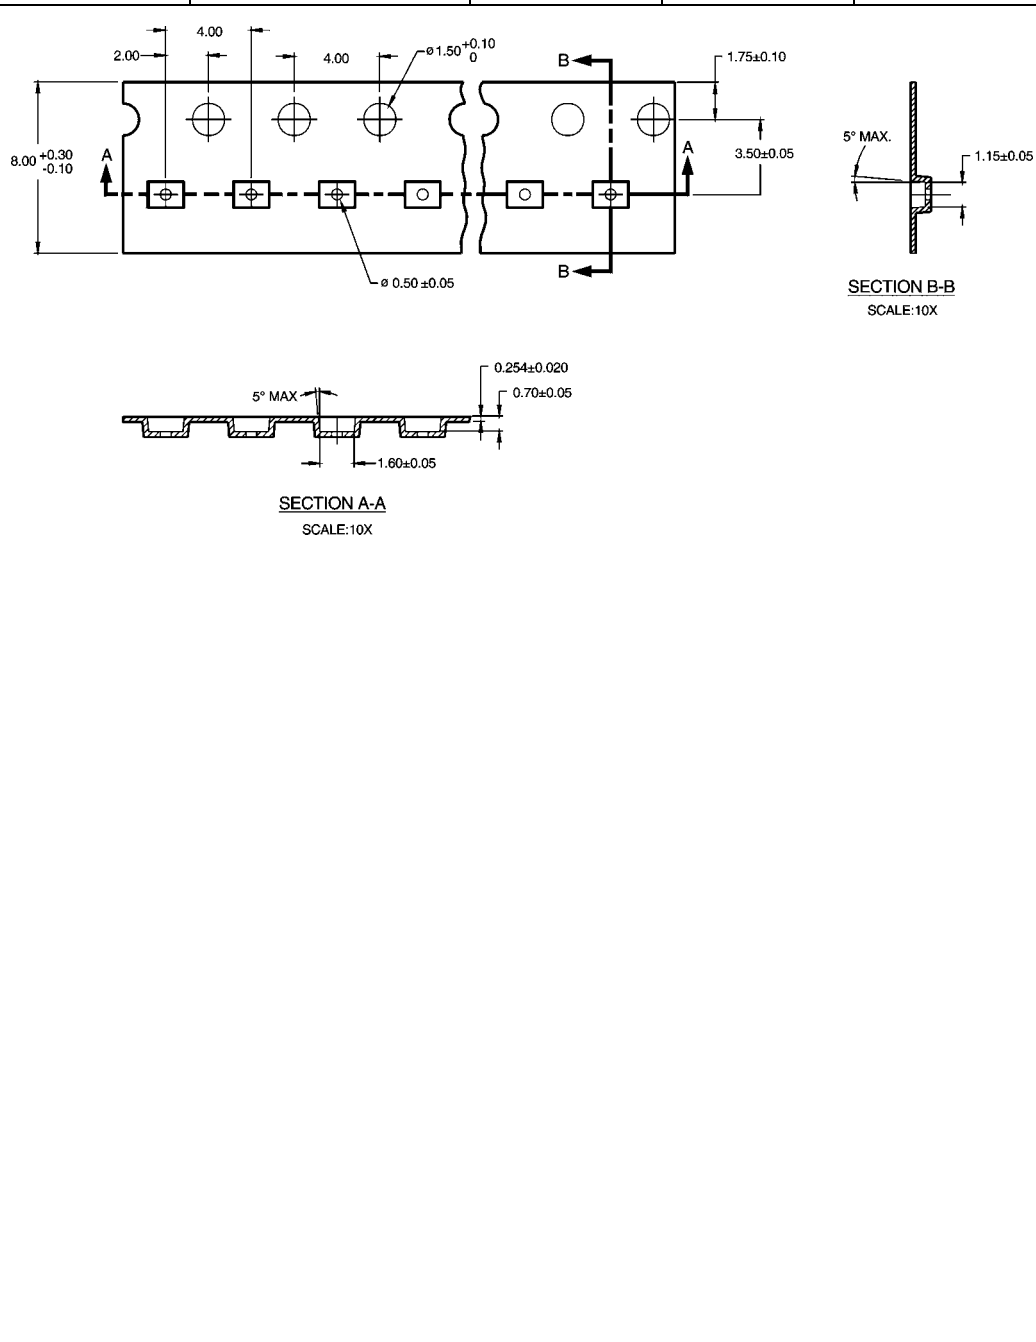 4.00
2.00
4.00
ø1.50 +0.10
0
B
1.75±0.10
8.00 +0.30
-0.10
A
A
3.50±0.05
5° MAX.
1.15±0.05
B
ø 0.50 ±0.05
SECTION B-B
SCALE:10X
0.254±0.020
5° MAX
0.70±0.05
1.60±0.05
SECTION A-A
SCALE:10X